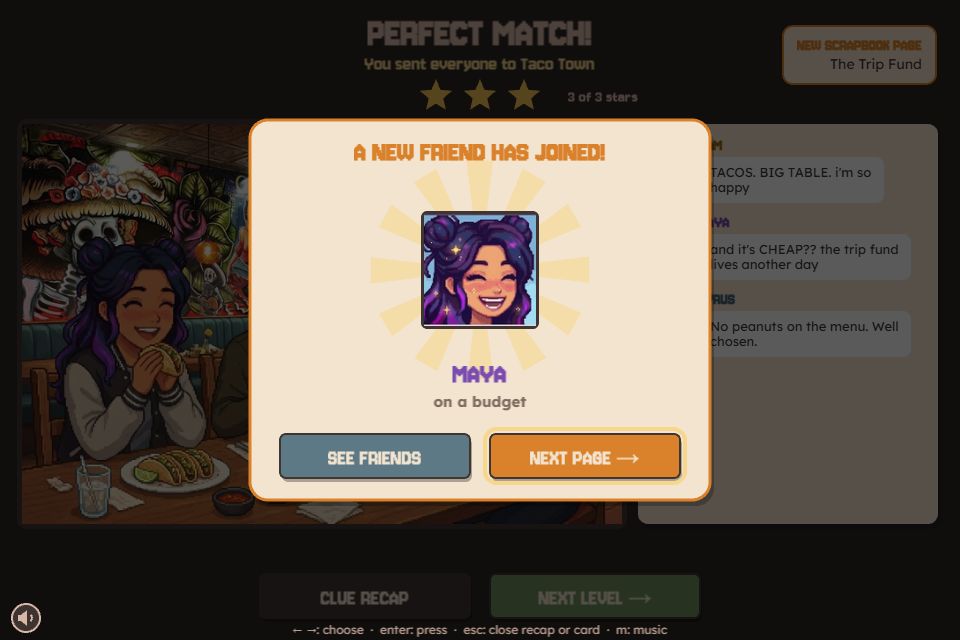 PERFECT MATCH!
You sent everyone to Taco Town
3 of 3 stars
NEW SCRAPBOOK PAGE
The Trip Fund
A NEW FRIEND HAS JOINED!
MAYA
on a budget
SEE FRIENDS
NEXT PAGE →
TACOS. BIG TABLE. i'm so
happy
and it's CHEAP?? the trip fund
lives another day
No peanuts on the menu. Well
chosen.
CLUE RECAP
NEXT LEVEL →
← →: choose · enter: press · esc: close recap or card · m: music